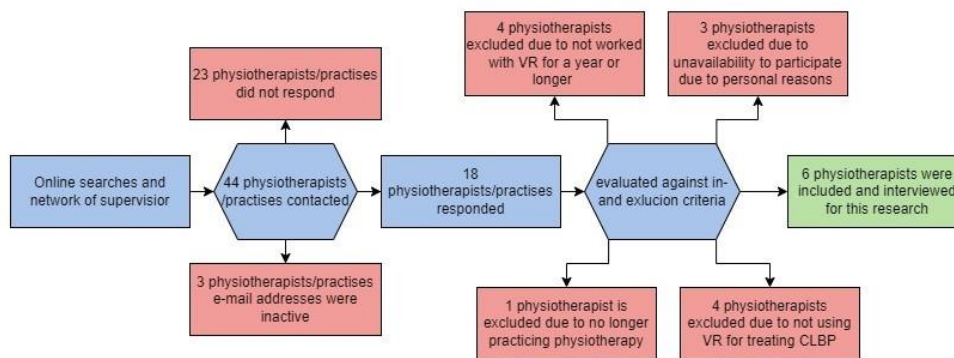 4 physiotherapists
excluded due to not worked
with VR for a year or
longer
3 physiotherapists
excluded due to
unavailability to participate
due to personal reasons
23 physiotherapists/practises
did not respond
Online searches and
network of supervisior
44 physiotherapists
/practises contacted
18
physiotherapists/practises
responded
evaluated against in-
and exlucion criteria
6 physiotherapists were
included and interviewed
for this research
3 physiotherapists/practises
e-mail addresses were
inactive
1 physiotherapist is
excluded due to no longer
practicing physiotherapy
4 physiotherapists
excluded due to not using
VR for treating CLBP